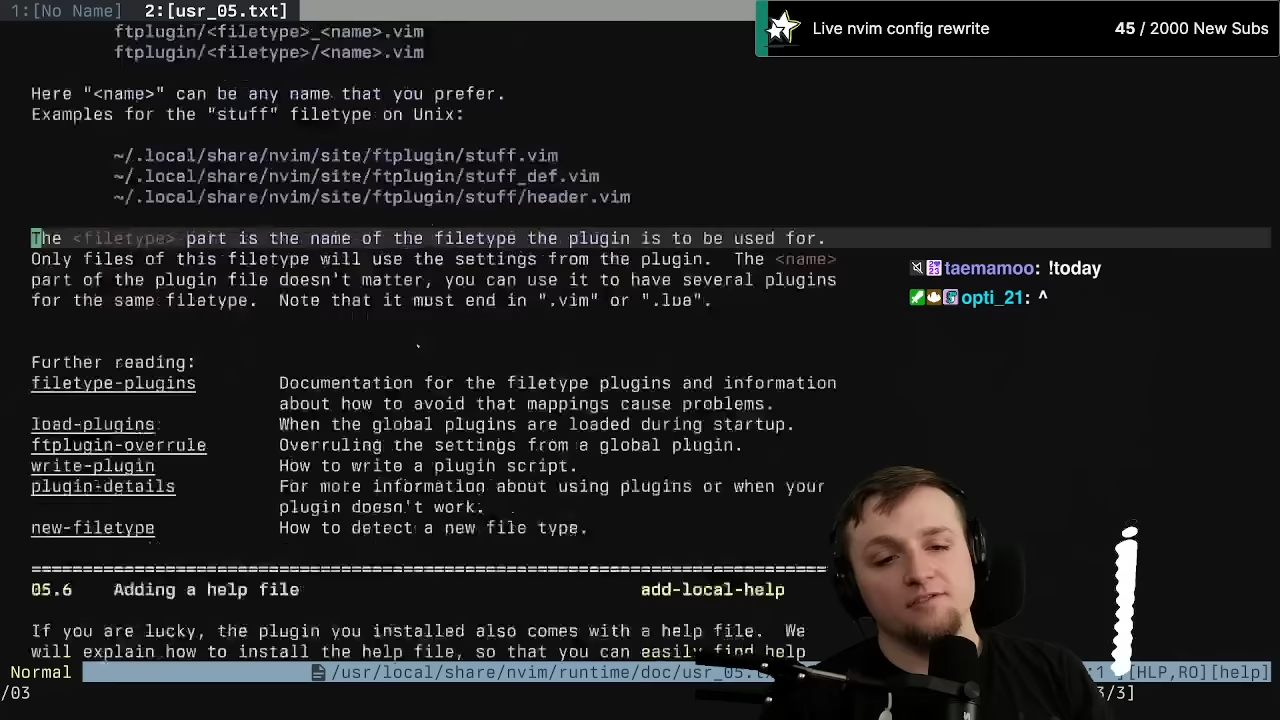 1:[No Name]  2:[usr_05.txt]
Live nvim config rewrite
45 / 2000 New Subs
ftplugin/<filetype>_<name>.vim
ftplugin/<filetype>/<name>.vim
Here "<name>" can be any name that you prefer.
Examples for the "stuff" filetype on Unix:
~/.local/share/nvim/site/ftplugin/stuff.vim
~/.local/share/nvim/site/ftplugin/stuff_def.vim
~/.local/share/nvim/site/ftplugin/stuff/header.vim
The <filetype> part is the name of the filetype the plugin is to be used for.
Only files of this filetype will use the settings from the plugin.  The <name>
part of the plugin file doesn't matter, you can use it to have several plugins
for the same filetype.  Note that it must end in ".vim" or ".lua".
taemamoo: !today
opti_21: ^
Further reading:
filetype-plugins Documentation for the filetype plugins and information
about how to avoid that mappings cause problems.
load-plugins When the global plugins are loaded during startup.
ftplugin-overrule Overruling the settings from a global plugin.
write-plugin How to write a plugin script.
plugin-details For more information about using plugins or when your
plugin doesn't work.
new-filetype How to detect a new file type.
==============================================================================
05.6 Adding a help file add-local-help
If you are lucky, the plugin you installed also comes with a help file.  We
will explain how to install the help file, so that you can easily find help
Normal /usr/local/share/nvim/runtime/doc/usr_05.t :1 [HLP,RO][help]
/03 3/3]